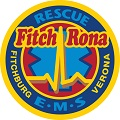 RESCUE
Fitch Rona
FITCHBURG
VERONA
E·M·S